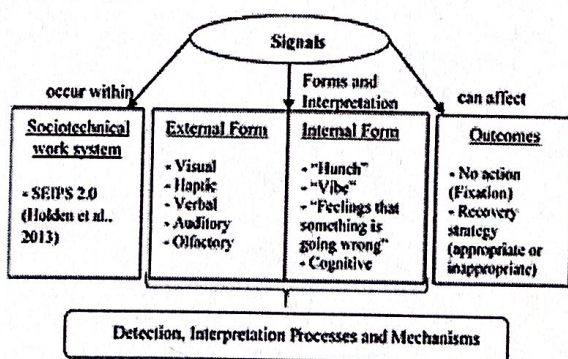 Signals
occur within
Forms and
Interpretation
can affect
Sociotechnical
work system
- SEIPS 2.0
(Holden et al.,
2013)
External Form
- Visual
- Haptic
- Verbal
- Auditory
- Olfactory
Internal Form
- "Hunch"
- "Vibe"
- "Feelings that
something is
going wrong"
- Cognitive
Outcomes
- No action
(Fixation)
- Recovery
strategy
(appropriate or
inappropriate)
Detection, Interpretation Processes and Mechanisms